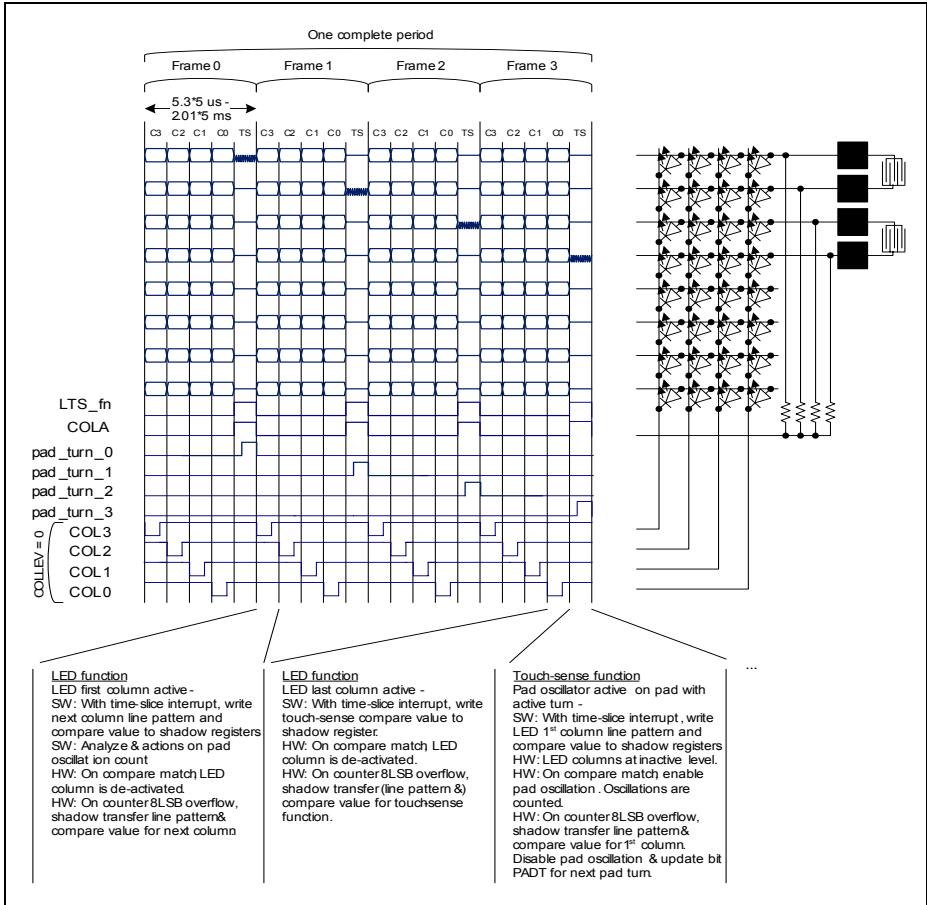 One complete period
Frame 0 Frame 1 Frame 2 Frame 3
5.3*5 us -
2.01*5 ms
C3 C2 C1 C0 TS C3 C2 C1 C0 TS C3 C2 C1 C0 TS C3 C2 C1 C0 TS
LTS_fn
COLA
pad_turn_0
pad_turn_1
pad_turn_2
pad_turn_3
COLLEV = 0
COL3
COL2
COL1
COL0
LED function
LED first column active -
SW: With time-slice interrupt, write
next column line pattern and
compare value to shadow registers
SW: Analyze & actions on pad
oscillation count
HW: On compare match, LED
column is de-activated.
HW: On counter 8LSB overflow,
shadow transfer line pattern &
compare value for next column.
LED function
LED last column active -
SW: With time-slice interrupt, write
touch-sense compare value to
shadow register.
HW: On compare match, LED
column is de-activated.
HW: On counter 8LSB overflow,
shadow transfer (line pattern &)
compare value for touch-sense
function.
Touch-sense function
Pad oscillator active on pad with
active turn -
SW: With time-slice interrupt, write
LED 1st column line pattern and
compare value to shadow registers
HW: LED columns at inactive level.
HW: On compare match, enable
pad oscillation. Oscillations are
counted.
HW: On counter 8LSB overflow,
shadow transfer line pattern &
compare value for 1st column.
Disable pad oscillation & update bit
PADT for next pad turn.
...